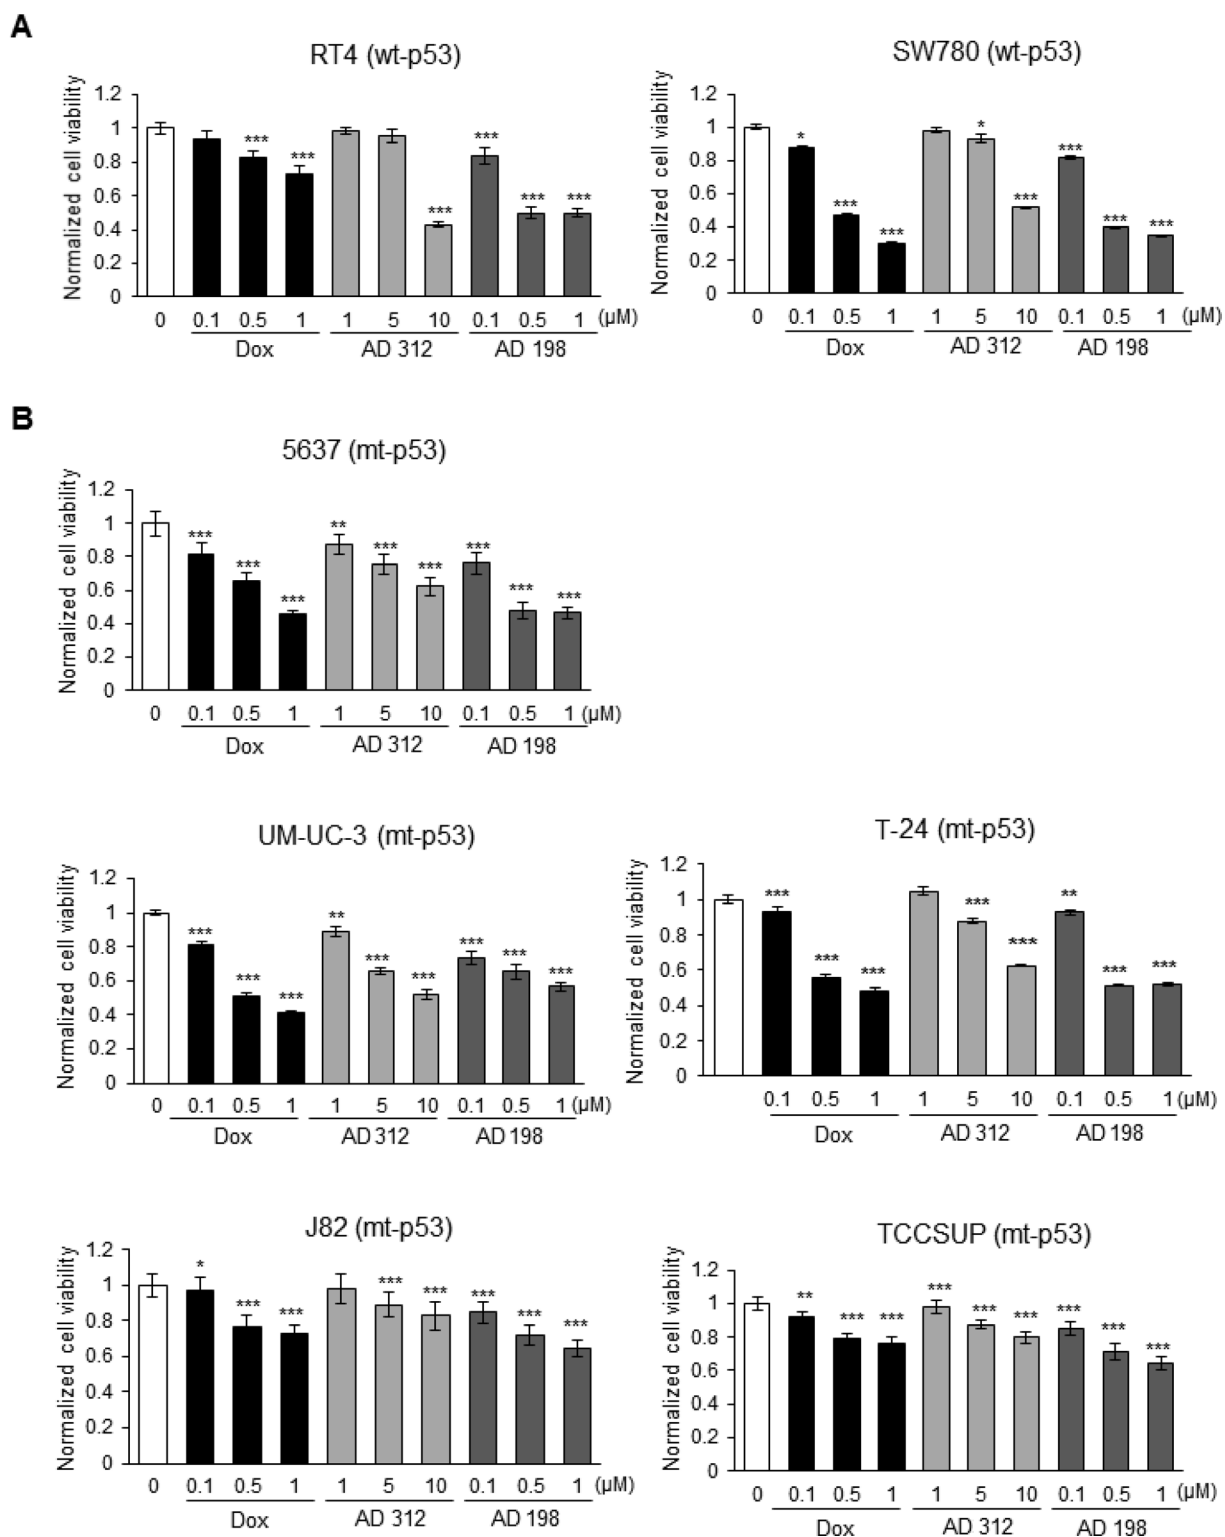 A
RT4 (wt-p53)
Normalized cell viability
1.2
1
0.8
0.6
0.4
0.2
0
*** *** *** *** *** ***
0 0.1 0.5 1 1 5 10 0.1 0.5 1 (μM)
Dox AD 312 AD 198
SW780 (wt-p53)
Normalized cell viability
1.2
1
0.8
0.6
0.4
0.2
0
* *** *** * *** *** *** ***
0 0.1 0.5 1 1 5 10 0.1 0.5 1 (μM)
Dox AD 312 AD 198
B
5637 (mt-p53)
Normalized cell viability
1.2
1
0.8
0.6
0.4
0.2
0
*** *** *** ** *** *** *** *** ***
0 0.1 0.5 1 1 5 10 0.1 0.5 1 (μM)
Dox AD 312 AD 198
UM-UC-3 (mt-p53)
Normalized cell viability
1.2
1
0.8
0.6
0.4
0.2
0
*** *** *** ** *** *** *** *** ***
0 0.1 0.5 1 1 5 10 0.1 0.5 1 (μM)
Dox AD 312 AD 198
T-24 (mt-p53)
Normalized cell viability
1.2
1
0.8
0.6
0.4
0.2
0
*** *** *** *** *** ** *** ***
0.1 0.5 1 1 5 10 0.1 0.5 1 (μM)
Dox AD 312 AD 198
J82 (mt-p53)
Normalized cell viability
1.2
1
0.8
0.6
0.4
0.2
0
* *** *** *** *** *** *** ***
0 0.1 0.5 1 1 5 10 0.1 0.5 1 (μM)
Dox AD 312 AD 198
TCCSUP (mt-p53)
Normalized cell viability
1.2
1
0.8
0.6
0.4
0.2
0
** *** *** *** *** *** *** *** ***
0 0.1 0.5 1 1 5 10 0.1 0.5 1 (μM)
Dox AD 312 AD 198